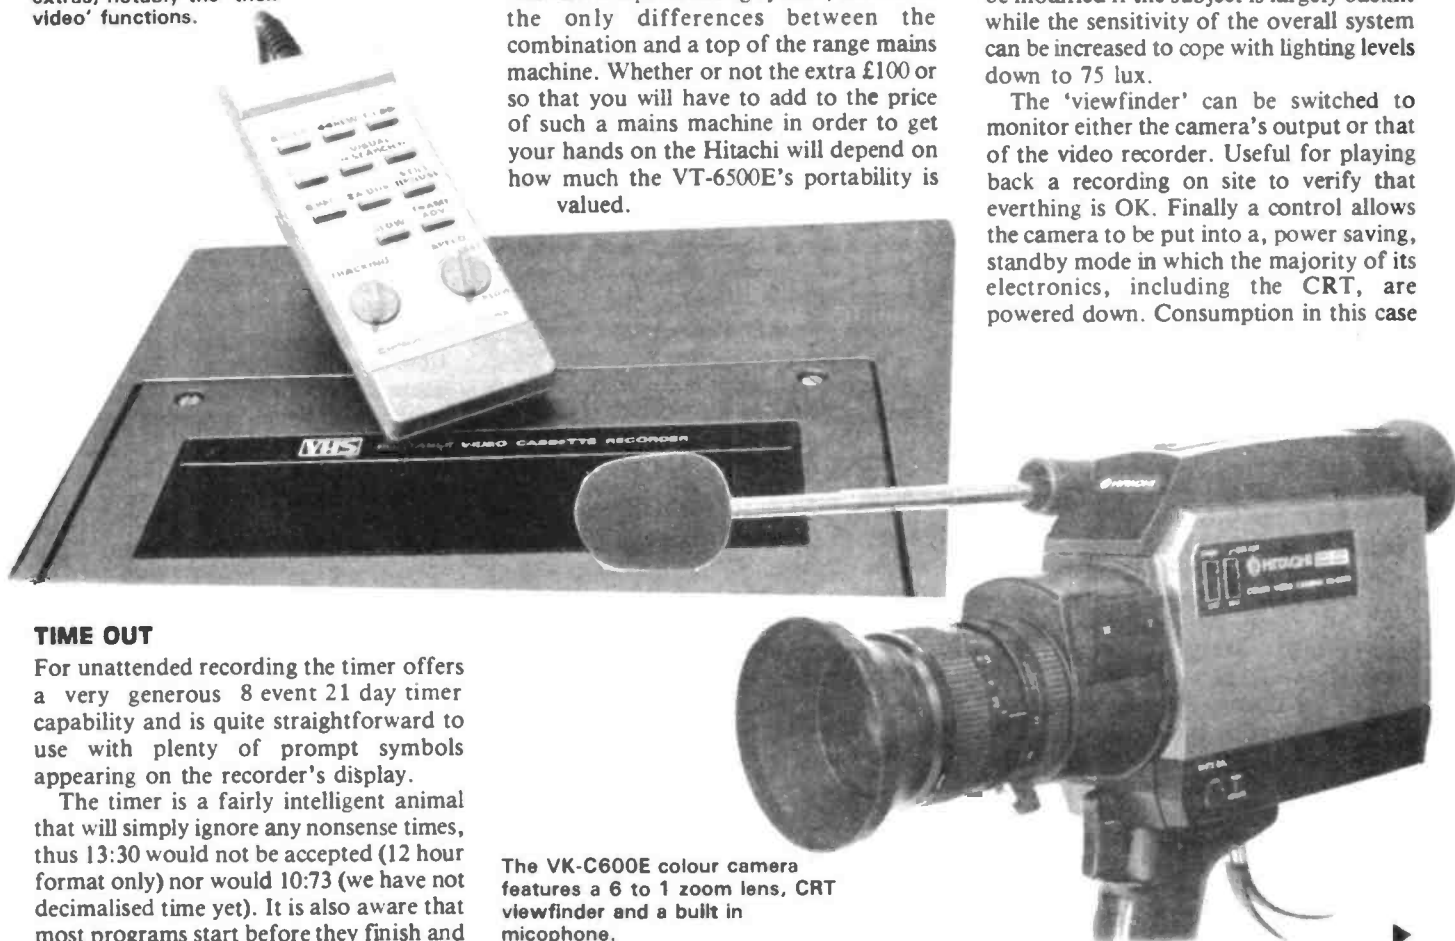 video' functions.
the only differences between the
combination and a top of the range mains
machine. Whether or not the extra £100 or
so that you will have to add to the price
of such a mains machine in order to get
your hands on the Hitachi will depend on
how much the VT-6500E's portability is
valued.
while the sensitivity of the overall system
can be increased to cope with lighting levels
down to 75 lux.
The 'viewfinder' can be switched to
monitor either the camera's output or that
of the video recorder. Useful for playing
back a recording on site to verify that
everthing is OK. Finally a control allows
the camera to be put into a, power saving,
standby mode in which the majority of its
electronics, including the CRT, are
powered down. Consumption in this case
VISUAL
SEARCH
SLOW
FRAME
ADV
SPEED
TRACKING
SLOW
VHS VIDEO CASSETTE RECORDER
HITACHI
HITACHI
TIME OUT
For unattended recording the timer offers
a very generous 8 event 21 day timer
capability and is quite straightforward to
use with plenty of prompt symbols
appearing on the recorder's display.
The timer is a fairly intelligent animal
that will simply ignore any nonsense times,
thus 13:30 would not be accepted (12 hour
format only) nor would 10:73 (we have not
decimalised time yet). It is also aware that
most programs start before they finish and
The VK-C600E colour camera
features a 6 to 1 zoom lens, CRT
viewfinder and a built in
micophone.